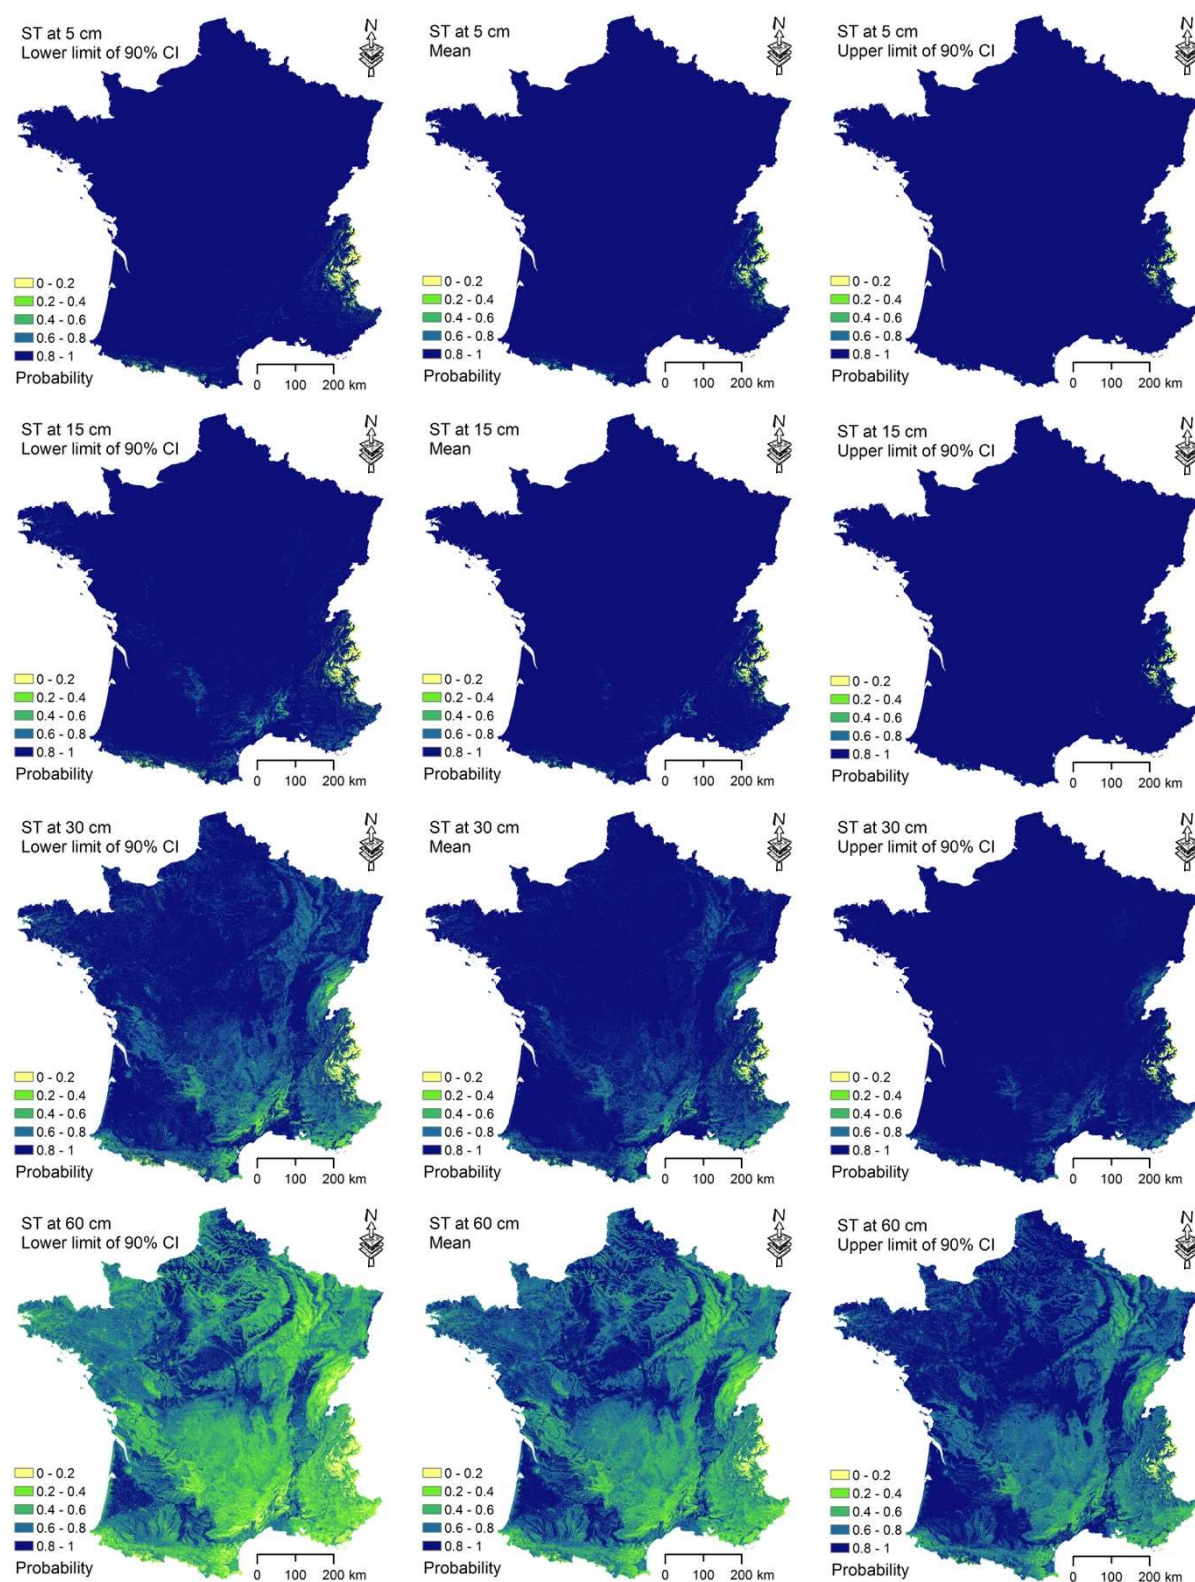 ST at 5 cm
Lower limit of 90% CI
N
0 - 0.2
0.2 - 0.4
0.4 - 0.6
0.6 - 0.8
0.8 - 1
Probability
0 100 200 km
ST at 5 cm
Mean
N
0 - 0.2
0.2 - 0.4
0.4 - 0.6
0.6 - 0.8
0.8 - 1
Probability
0 100 200 km
ST at 5 cm
Upper limit of 90% CI
N
0 - 0.2
0.2 - 0.4
0.4 - 0.6
0.6 - 0.8
0.8 - 1
Probability
0 100 200 km
ST at 15 cm
Lower limit of 90% CI
N
0 - 0.2
0.2 - 0.4
0.4 - 0.6
0.6 - 0.8
0.8 - 1
Probability
0 100 200 km
ST at 15 cm
Mean
N
0 - 0.2
0.2 - 0.4
0.4 - 0.6
0.6 - 0.8
0.8 - 1
Probability
0 100 200 km
ST at 15 cm
Upper limit of 90% CI
N
0 - 0.2
0.2 - 0.4
0.4 - 0.6
0.6 - 0.8
0.8 - 1
Probability
0 100 200 km
ST at 30 cm
Lower limit of 90% CI
N
0 - 0.2
0.2 - 0.4
0.4 - 0.6
0.6 - 0.8
0.8 - 1
Probability
0 100 200 km
ST at 30 cm
Mean
N
0 - 0.2
0.2 - 0.4
0.4 - 0.6
0.6 - 0.8
0.8 - 1
Probability
0 100 200 km
ST at 30 cm
Upper limit of 90% CI
N
0 - 0.2
0.2 - 0.4
0.4 - 0.6
0.6 - 0.8
0.8 - 1
Probability
0 100 200 km
ST at 60 cm
Lower limit of 90% CI
N
0 - 0.2
0.2 - 0.4
0.4 - 0.6
0.6 - 0.8
0.8 - 1
Probability
0 100 200 km
ST at 60 cm
Mean
N
0 - 0.2
0.2 - 0.4
0.4 - 0.6
0.6 - 0.8
0.8 - 1
Probability
0 100 200 km
ST at 60 cm
Upper limit of 90% CI
N
0 - 0.2
0.2 - 0.4
0.4 - 0.6
0.6 - 0.8
0.8 - 1
Probability
0 100 200 km